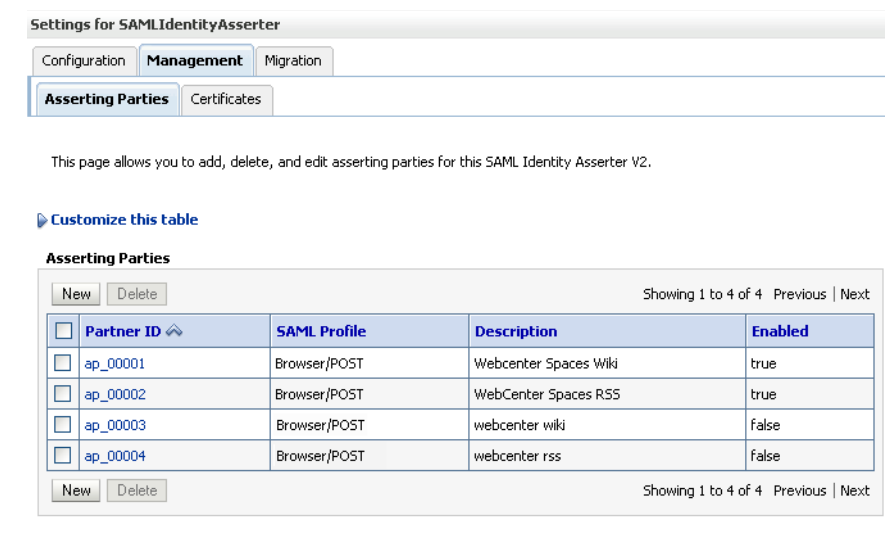 Settings for SAMLIdentityAsserter
Configuration Management Migration
Asserting Parties Certificates
This page allows you to add, delete, and edit asserting parties for this SAML Identity Asserter V2.
Customize this table
Asserting Parties
New Delete Showing 1 to 4 of 4 Previous | Next
Partner ID SAML Profile Description Enabled
ap_00001 Browser/POST Webcenter Spaces Wiki true
ap_00002 Browser/POST WebCenter Spaces RSS true
ap_00003 Browser/POST webcenter wiki false
ap_00004 Browser/POST webcenter rss false
New Delete Showing 1 to 4 of 4 Previous | Next